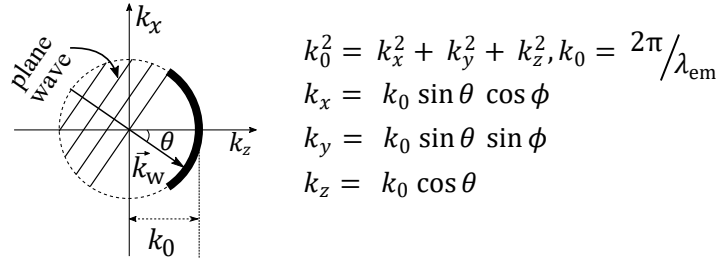 k_x
plane
wave
θ
k_z
k⃗_w
k_0
k_0^2 = k_x^2 + k_y^2 + k_z^2, k_0 = 2π/λ_em
k_x = k_0 sin θ cos ϕ
k_y = k_0 sin θ sin ϕ
k_z = k_0 cos θ